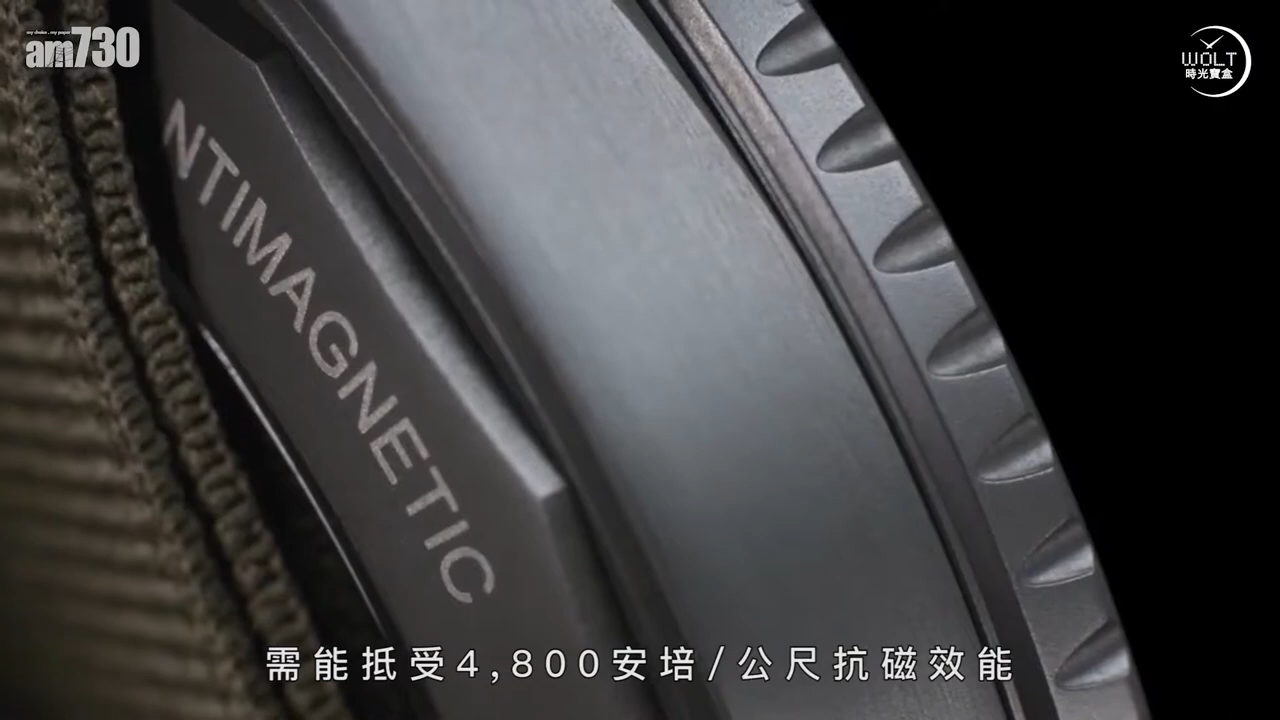 my choice . my paper
am730
WOLT
時光寶盒
NTIMAGNETIC
需能抵受4,800安培/公尺抗磁效能